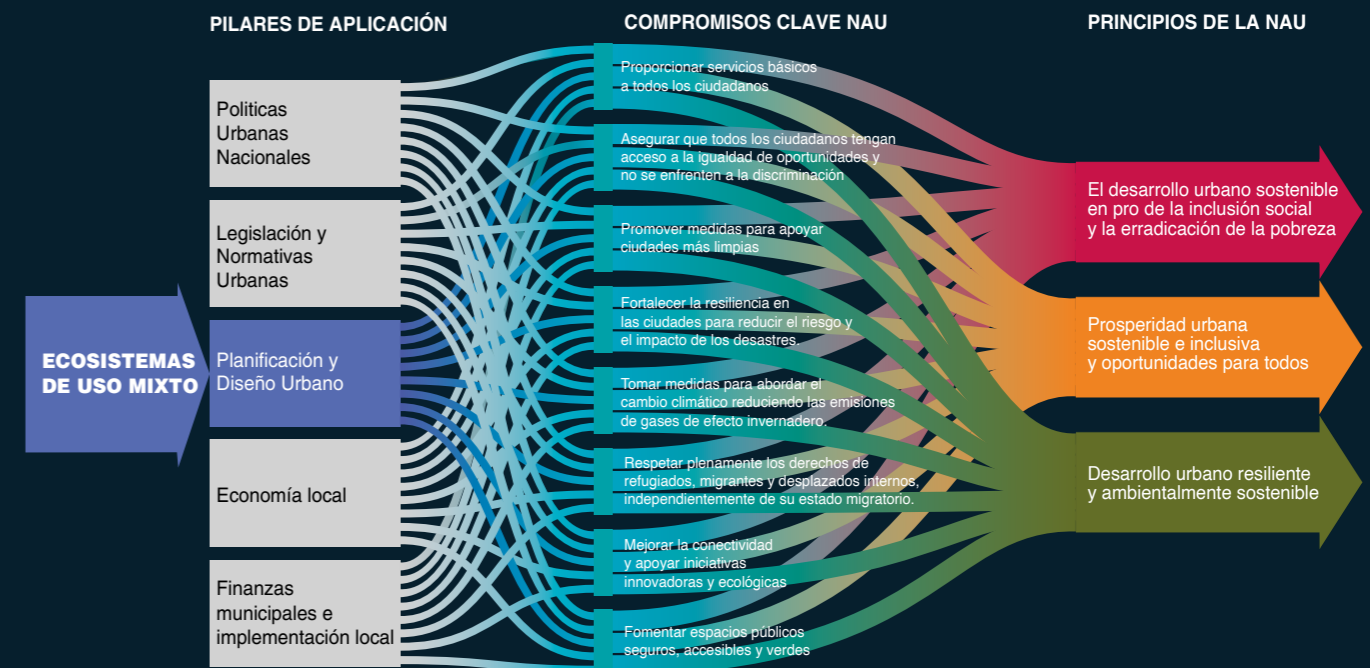 PILARES DE APLICACIÓN
COMPROMISOS CLAVE NAU
PRINCIPIOS DE LA NAU
ECOSISTEMAS
DE USO MIXTO
Politicas
Urbanas
Nacionales
Legislación y
Normativas
Urbanas
Planificación y
Diseño Urbano
Economía local
Finanzas
municipales e
implementación local
Proporcionar servicios básicos
a todos los ciudadanos
Asegurar que todos los ciudadanos tengan
acceso a la igualdad de oportunidades y
no se enfrenten a la discriminación
Promover medidas para apoyar
ciudades más limpias
Fortalecer la resiliencia en
las ciudades para reducir el riesgo y
el impacto de los desastres.
Tomar medidas para abordar el
cambio climático reduciendo las emisiones
de gases de efecto invernadero.
Respetar plenamente los derechos de
refugiados, migrantes y desplazados internos,
independientemente de su estado migratorio.
Mejorar la conectividad
y apoyar iniciativas
innovadoras y ecológicas
Fomentar espacios públicos
seguros, accesibles y verdes
El desarrollo urbano sostenible
en pro de la inclusión social
y la erradicación de la pobreza
Prosperidad urbana
sostenible e inclusiva
y oportunidades para todos
Desarrollo urbano resiliente
y ambientalmente sostenible